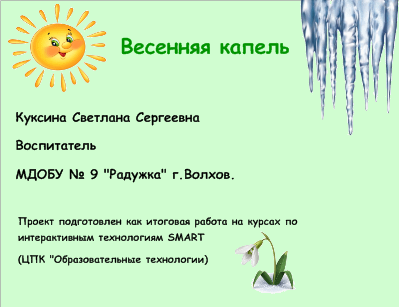 Весенняя капель
Куксина Светлана Сергеевна
Воспитатель
МДОБУ № 9 "Радужка" г.Волхов.
Проект подготовлен как итоговая работа на курсах по
интерактивным технологиям SMART
(ЦПК "Образовательные технологии)